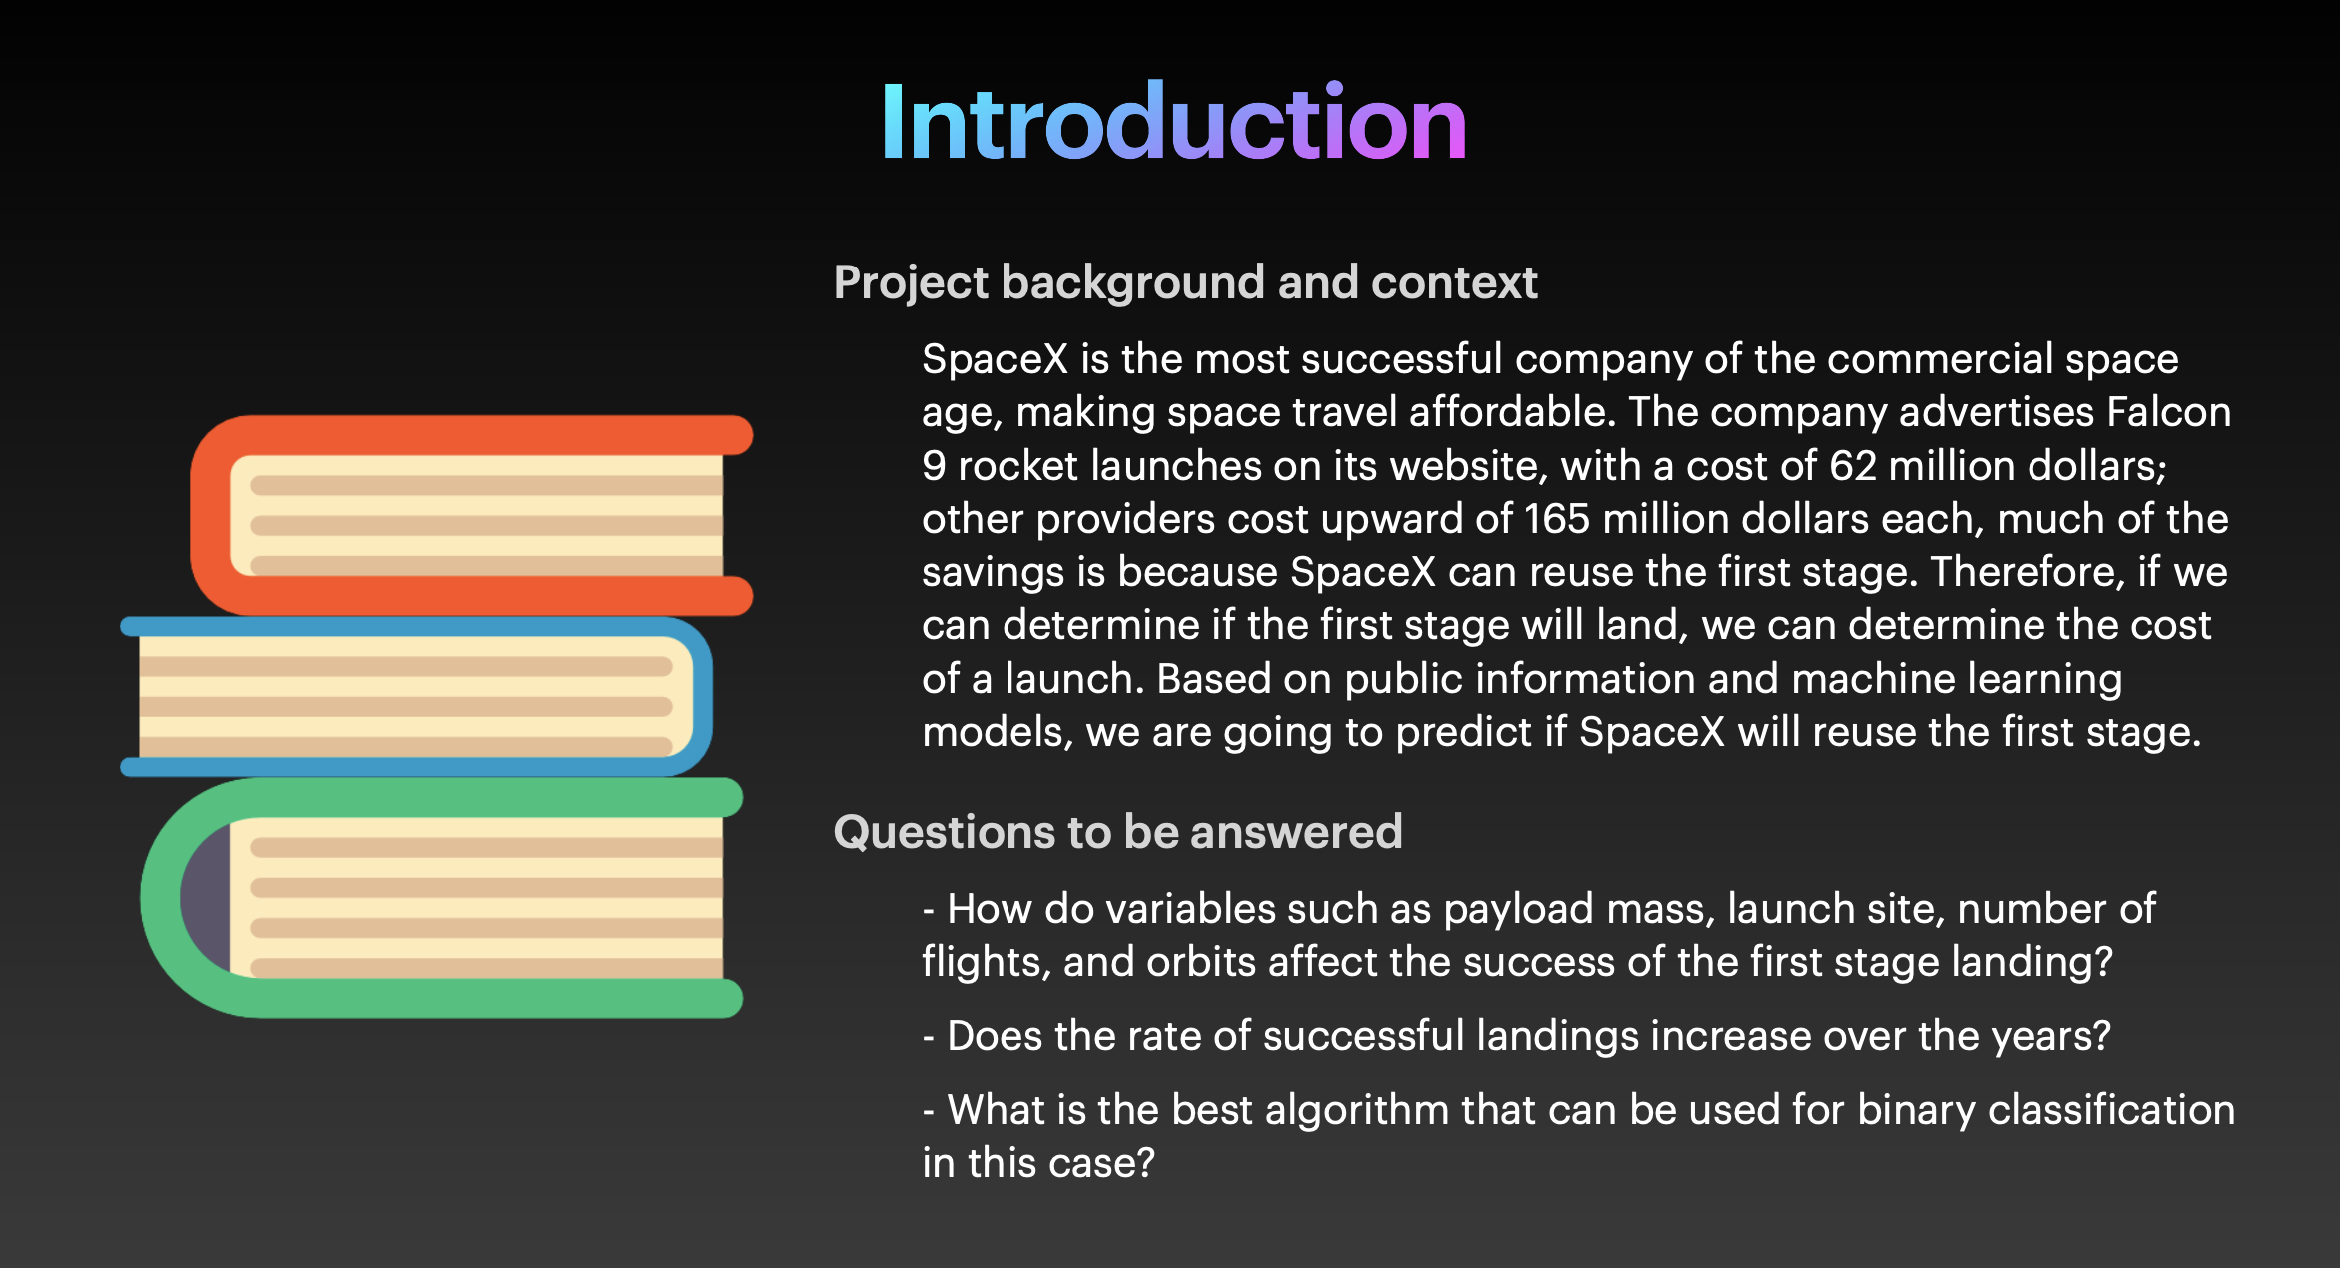 Introduction
Project background and context
SpaceX is the most successful company of the commercial space
age, making space travel affordable. The company advertises Falcon
9 rocket launches on its website, with a cost of 62 million dollars;
other providers cost upward of 165 million dollars each, much of the
savings is because SpaceX can reuse the first stage. Therefore, if we
can determine if the first stage will land, we can determine the cost
of a launch. Based on public information and machine learning
models, we are going to predict if SpaceX will reuse the first stage.
Questions to be answered
- How do variables such as payload mass, launch site, number of
flights, and orbits affect the success of the first stage landing?
- Does the rate of successful landings increase over the years?
- What is the best algorithm that can be used for binary classification
in this case?